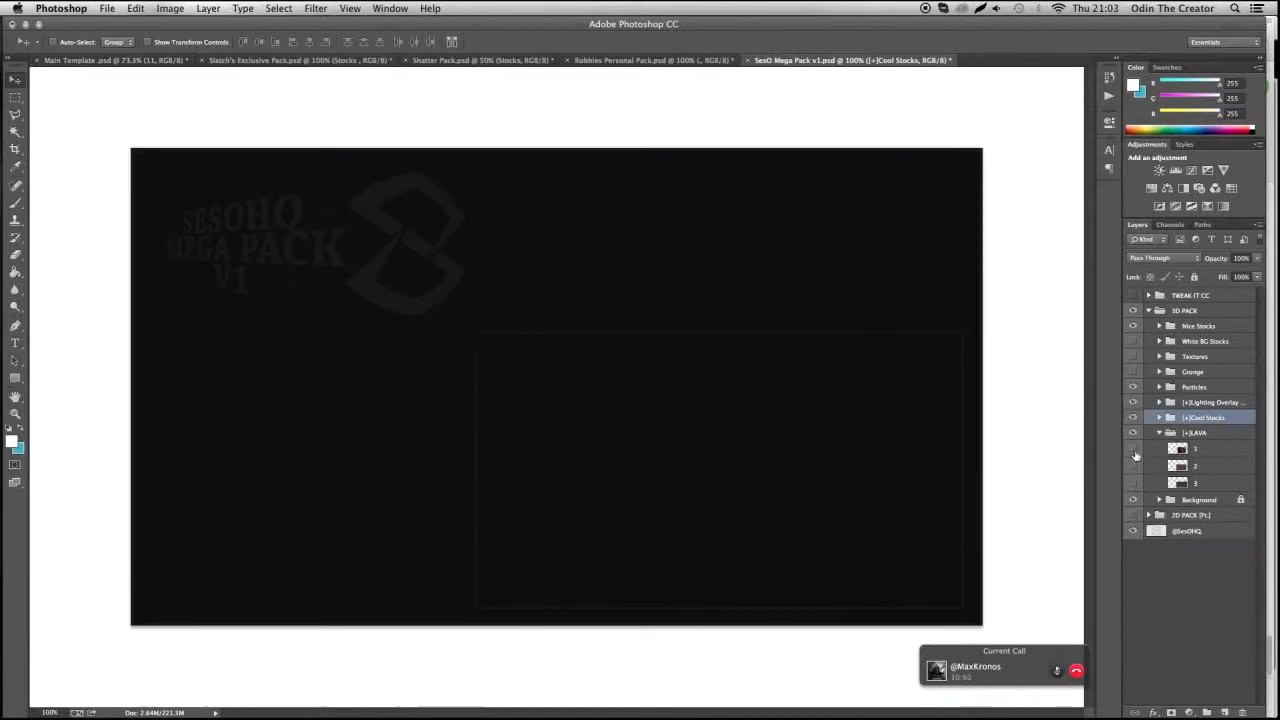 Photoshop File Edit Image Layer Type Select Filter View Window Help Thu 21:03 Odin The Creator
Adobe Photoshop CC
Auto-Select: Group Show Transform Controls Essentials
Main Template .psd @ 73.3% (11, RGB/8) * Slatch's Exclusive Pack.psd @ 100% (Stocks , RGB/8) * Shatter Pack.psd @ 50% (Stocks, RGB/8) * Robbies Personal Pack.psd @ 100% (, RGB/8) * SesO Mega Pack v1.psd @ 100% ([+]Cool Stocks, RGB/8) *
Color Swatches
R 255
G 255
B 255
Adjustments Styles
Add an adjustment
Layers Channels Paths
Kind
Pass Through Opacity: 100%
Lock: Fill: 100%
TWEAK IT CC
3D PACK
Nice Stocks
White BG Stocks
Textures
Grunge
Particles
[+]Lighting Overlay ...
[+]Cool Stocks
[+]LAVA
1
2
3
Background
2D PACK [Ft.]
@SesOHQ.
SESOHQ
MEGA PACK
V1
Current Call
@MaxKronos
10:50
100% Doc: 2.64M/221.3M
fx